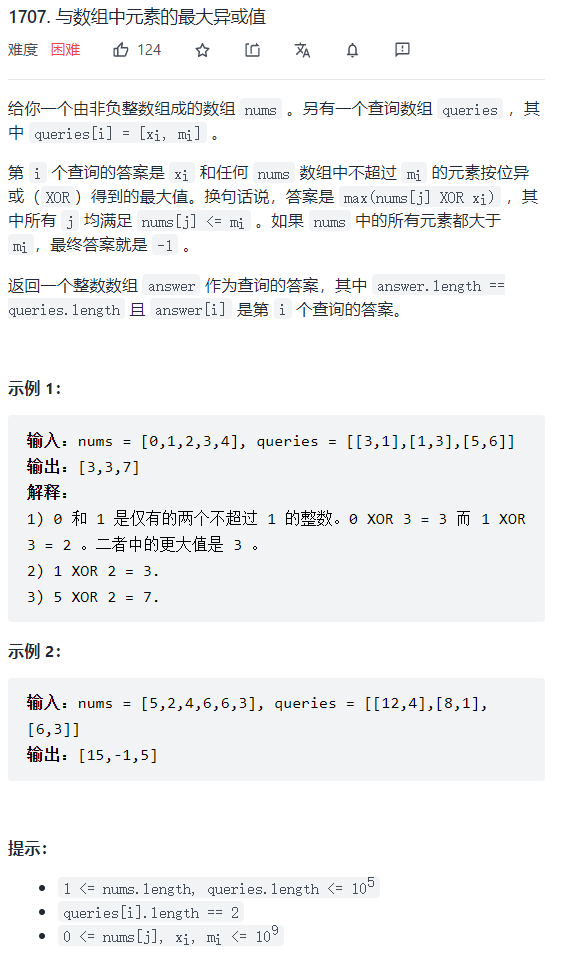 1707. 与数组中元素的最大异或值
难度 困难 124
给你一个由非负整数组成的数组 nums 。另有一个查询数组 queries ，其
中 queries[i] = [xi, mi] 。
第 i 个查询的答案是 xi 和任何 nums 数组中不超过 mi 的元素按位异
或（XOR）得到的最大值。换句话说，答案是 max(nums[j] XOR xi) ，其
中所有 j 均满足 nums[j] <= mi 。如果 nums 中的所有元素都大于
mi，最终答案就是 -1 。
返回一个整数数组 answer 作为查询的答案，其中 answer.length ==
queries.length 且 answer[i] 是第 i 个查询的答案。
示例 1：
输入：nums = [0,1,2,3,4], queries = [[3,1],[1,3],[5,6]]
输出：[3,3,7]
解释：
1) 0 和 1 是仅有的两个不超过 1 的整数。0 XOR 3 = 3 而 1 XOR
3 = 2 。二者中的更大值是 3 。
2) 1 XOR 2 = 3.
3) 5 XOR 2 = 7.
示例 2：
输入：nums = [5,2,4,6,6,3], queries = [[12,4],[8,1],
[6,3]]
输出：[15,-1,5]
提示：
• 1 <= nums.length, queries.length <= 10^5
• queries[i].length == 2
• 0 <= nums[j], xi, mi <= 10^9